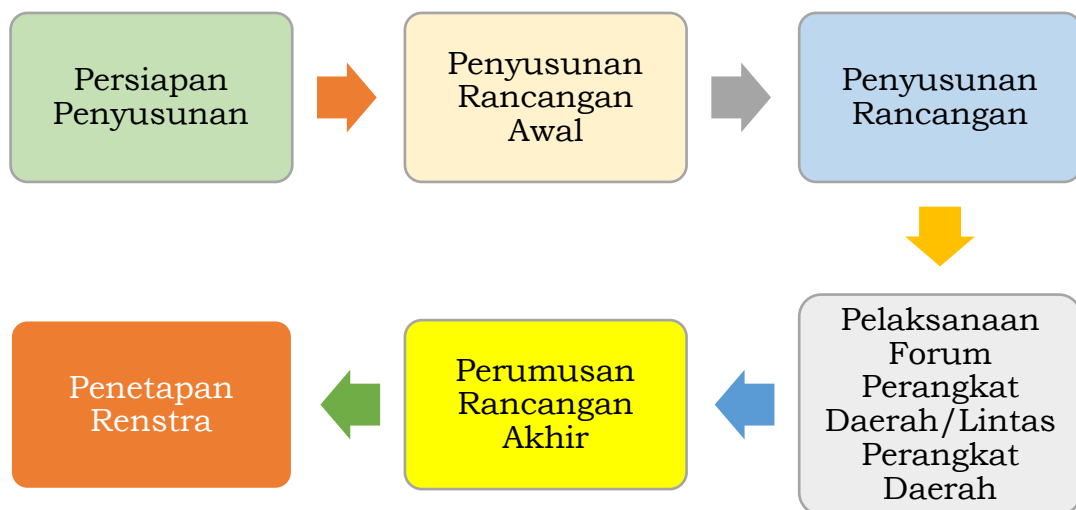 Persiapan
Penyusunan
Penyusunan
Rancangan
Awal
Penyusunan
Rancangan
Pelaksanaan
Forum
Perangkat
Daerah/Lintas
Perangkat
Daerah
Perumusan
Rancangan
Akhir
Penetapan
Renstra